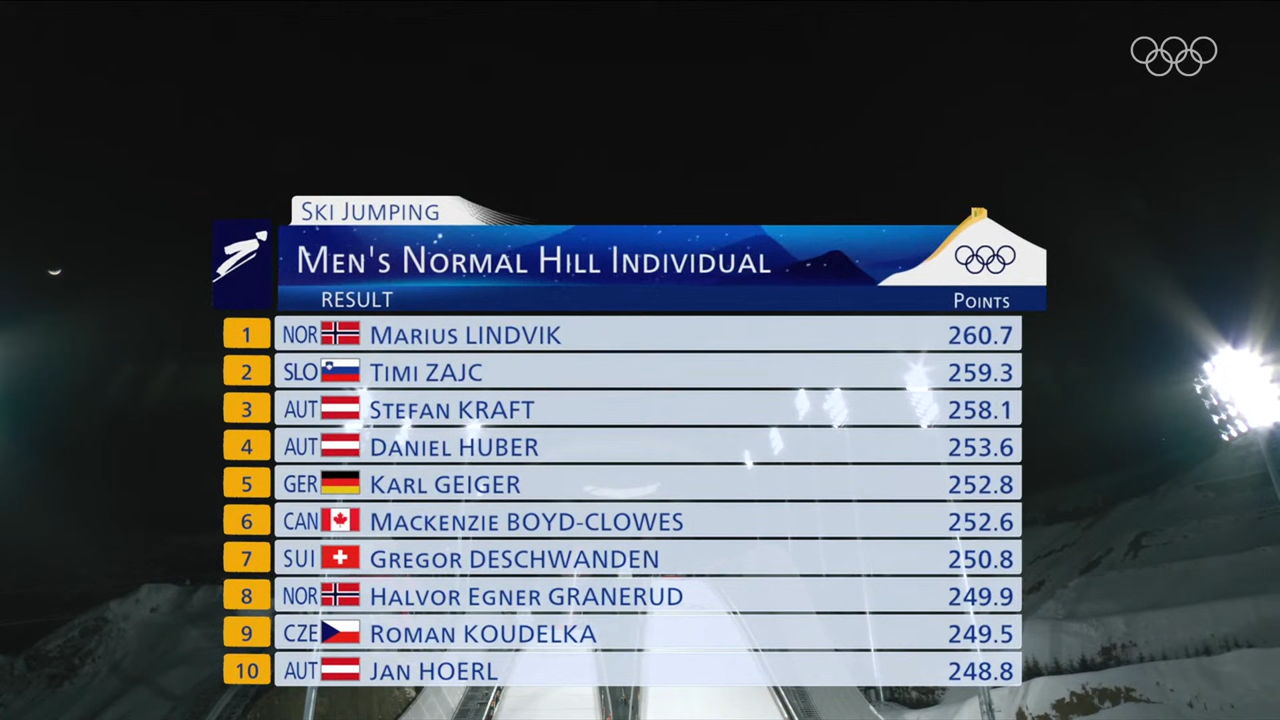 SKI JUMPING
MEN'S NORMAL HILL INDIVIDUAL
RESULT POINTS
1 NOR MARIUS LINDVIK 260.7
2 SLO TIMI ZAJC 259.3
3 AUT STEFAN KRAFT 258.1
4 AUT DANIEL HUBER 253.6
5 GER KARL GEIGER 252.8
6 CAN MACKENZIE BOYD-CLOWES 252.6
7 SUI GREGOR DESCHWANDEN 250.8
8 NOR HALVOR EGNER GRANERUD 249.9
9 CZE ROMAN KOUDELKA 249.5
10 AUT JAN HOERL 248.8